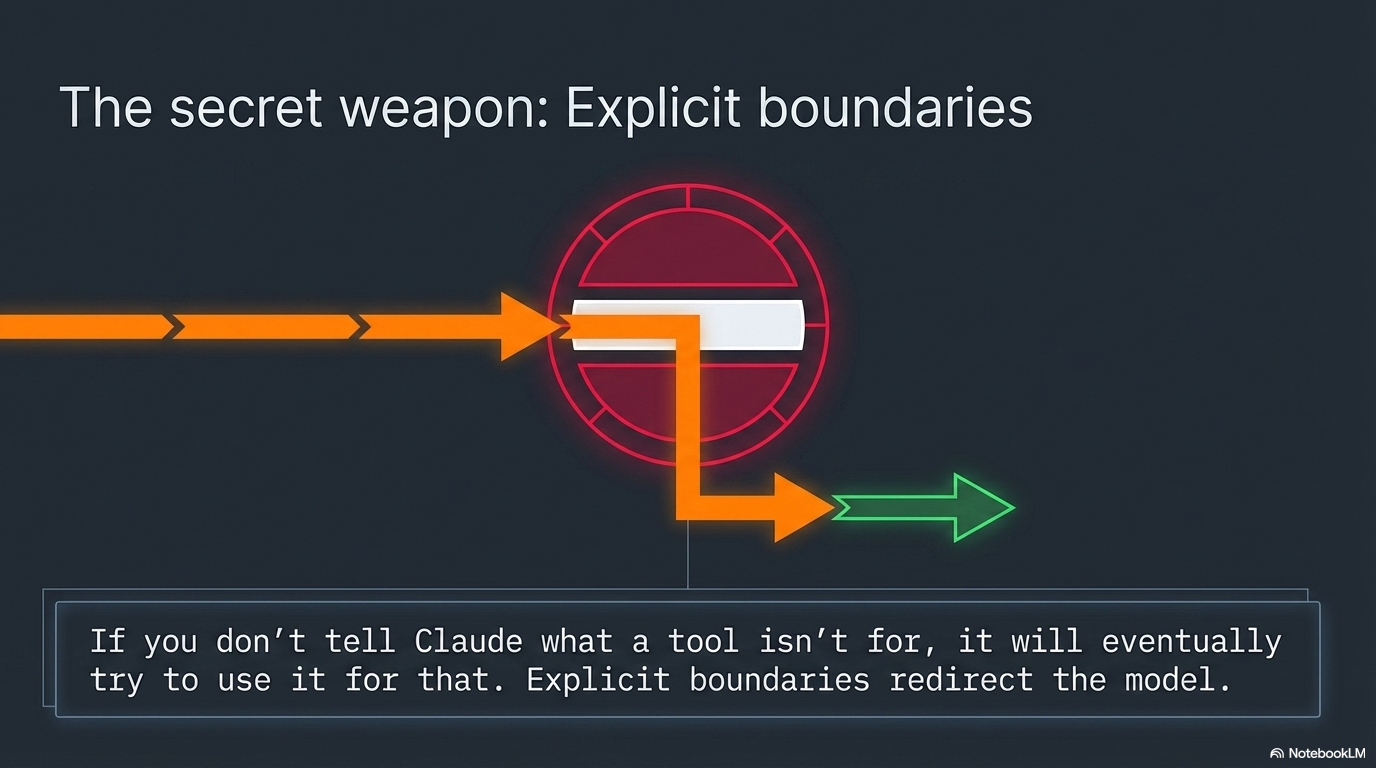 The secret weapon: Explicit boundaries
If you don’t tell Claude what a tool isn’t for, it will eventually
try to use it for that. Explicit boundaries redirect the model.
NotebookLM